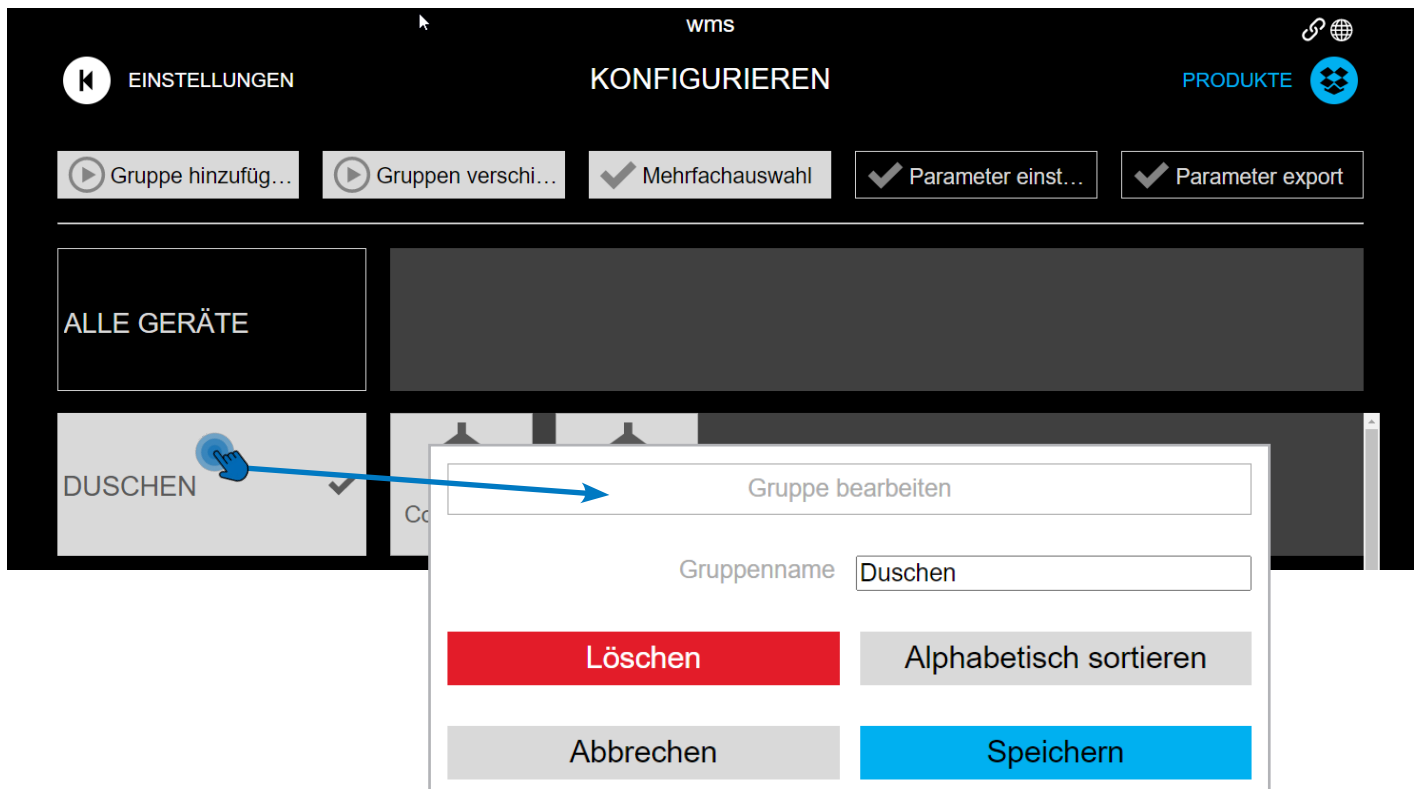 wms
EINSTELLUNGEN
KONFIGURIEREN
PRODUKTE
Gruppe hinzufüg...
Gruppen verschi...
Mehrfachauswahl
Parameter einst...
Parameter export
ALLE GERÄTE
DUSCHEN
Gruppe bearbeiten
Gruppenname
Duschen
Löschen
Alphabetisch sortieren
Abbrechen
Speichern